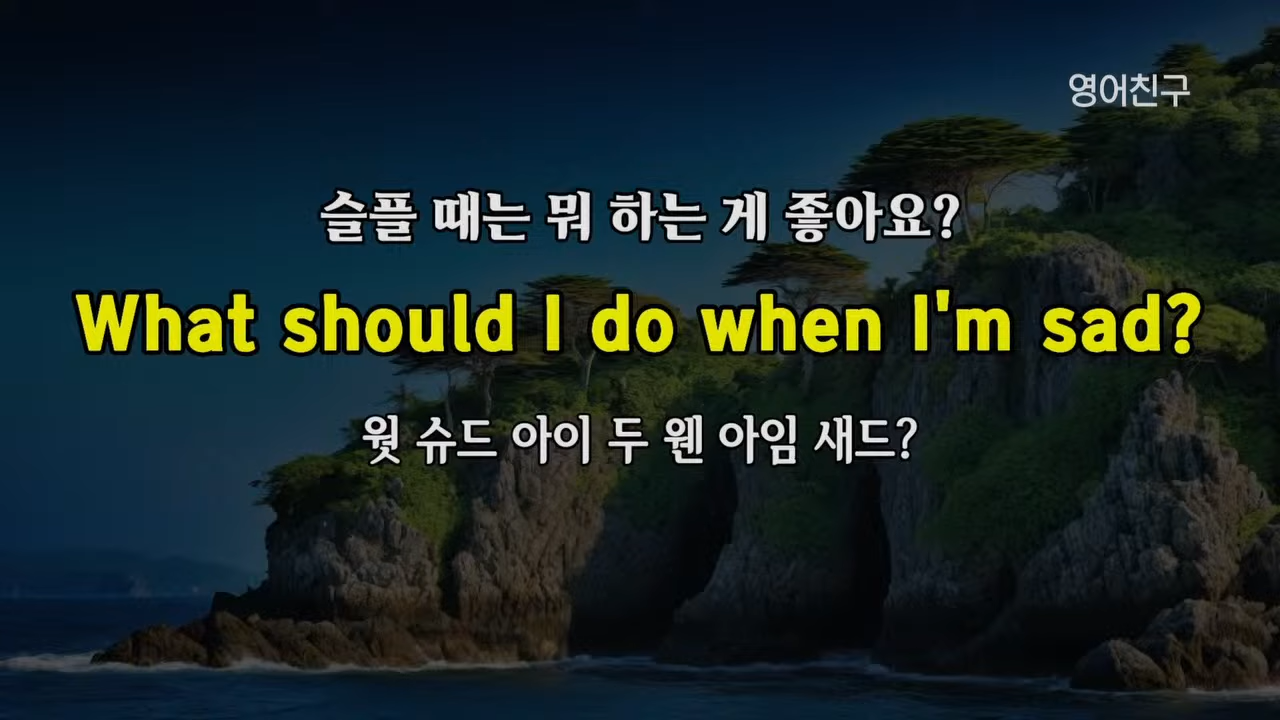 영어친구
슬플 때는 뭐 하는 게 좋아요?
What should I do when I'm sad?
웟 슈드 아이 두 웬 아임 새드?